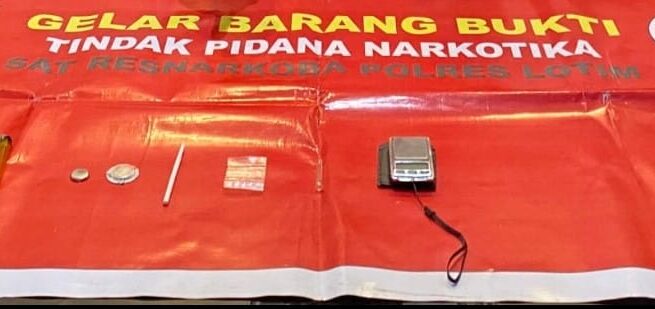 GELAR BARANG BUKTI
TINDAK PIDANA NARKOTIKA
SAT RESNARKOBA POLRES LOTIM